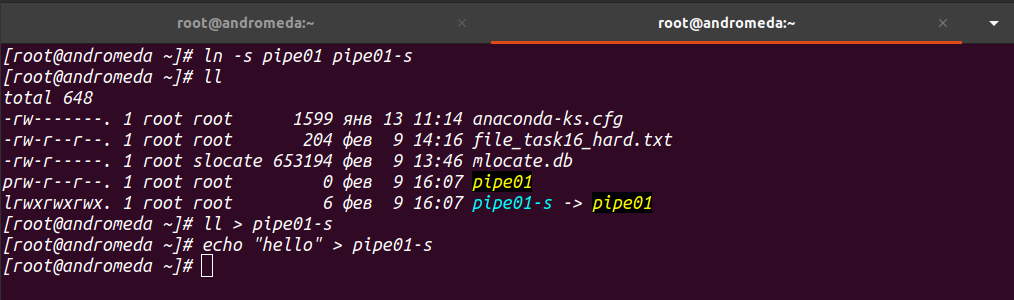 root@andromeda:~ × root@andromeda:~ ×
[root@andromeda ~]# ln -s pipe01 pipe01-s
[root@andromeda ~]# ll
total 648
-rw-------. 1 root root 1599 янв 13 11:14 anaconda-ks.cfg
-rw-r--r--. 1 root root 204 фев 9 14:16 file_task16_hard.txt
-rw-r-----. 1 root slocate 653194 фев 9 13:46 mlocate.db
prw-r--r--. 1 root root 0 фев 9 16:07 pipe01
lrwxrwxrwx. 1 root root 6 фев 9 16:07 pipe01-s -> pipe01
[root@andromeda ~]# ll > pipe01-s
[root@andromeda ~]# echo "hello" > pipe01-s
[root@andromeda ~]#